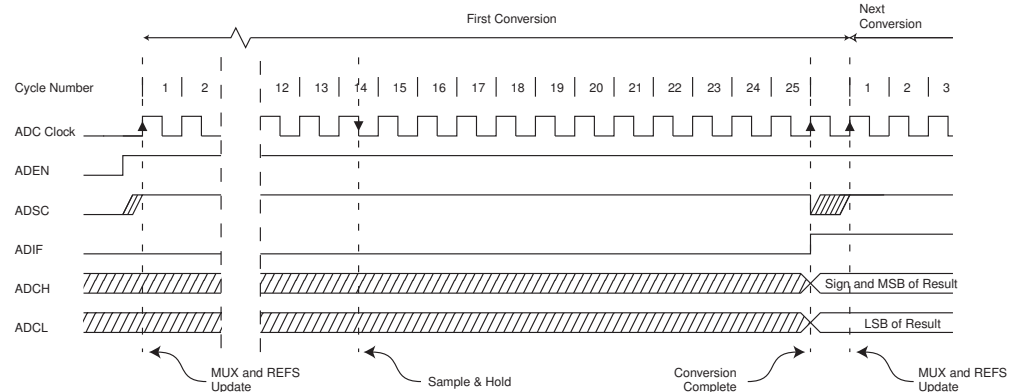 First Conversion
Next
Conversion
Cycle Number 1 2 12 13 14 15 16 17 18 19 20 21 22 23 24 25 1 2 3
ADC Clock
ADEN
ADSC
ADIF
ADCH Sign and MSB of Result
ADCL LSB of Result
MUX and REFS
Update
Sample & Hold
Conversion
Complete
MUX and REFS
Update